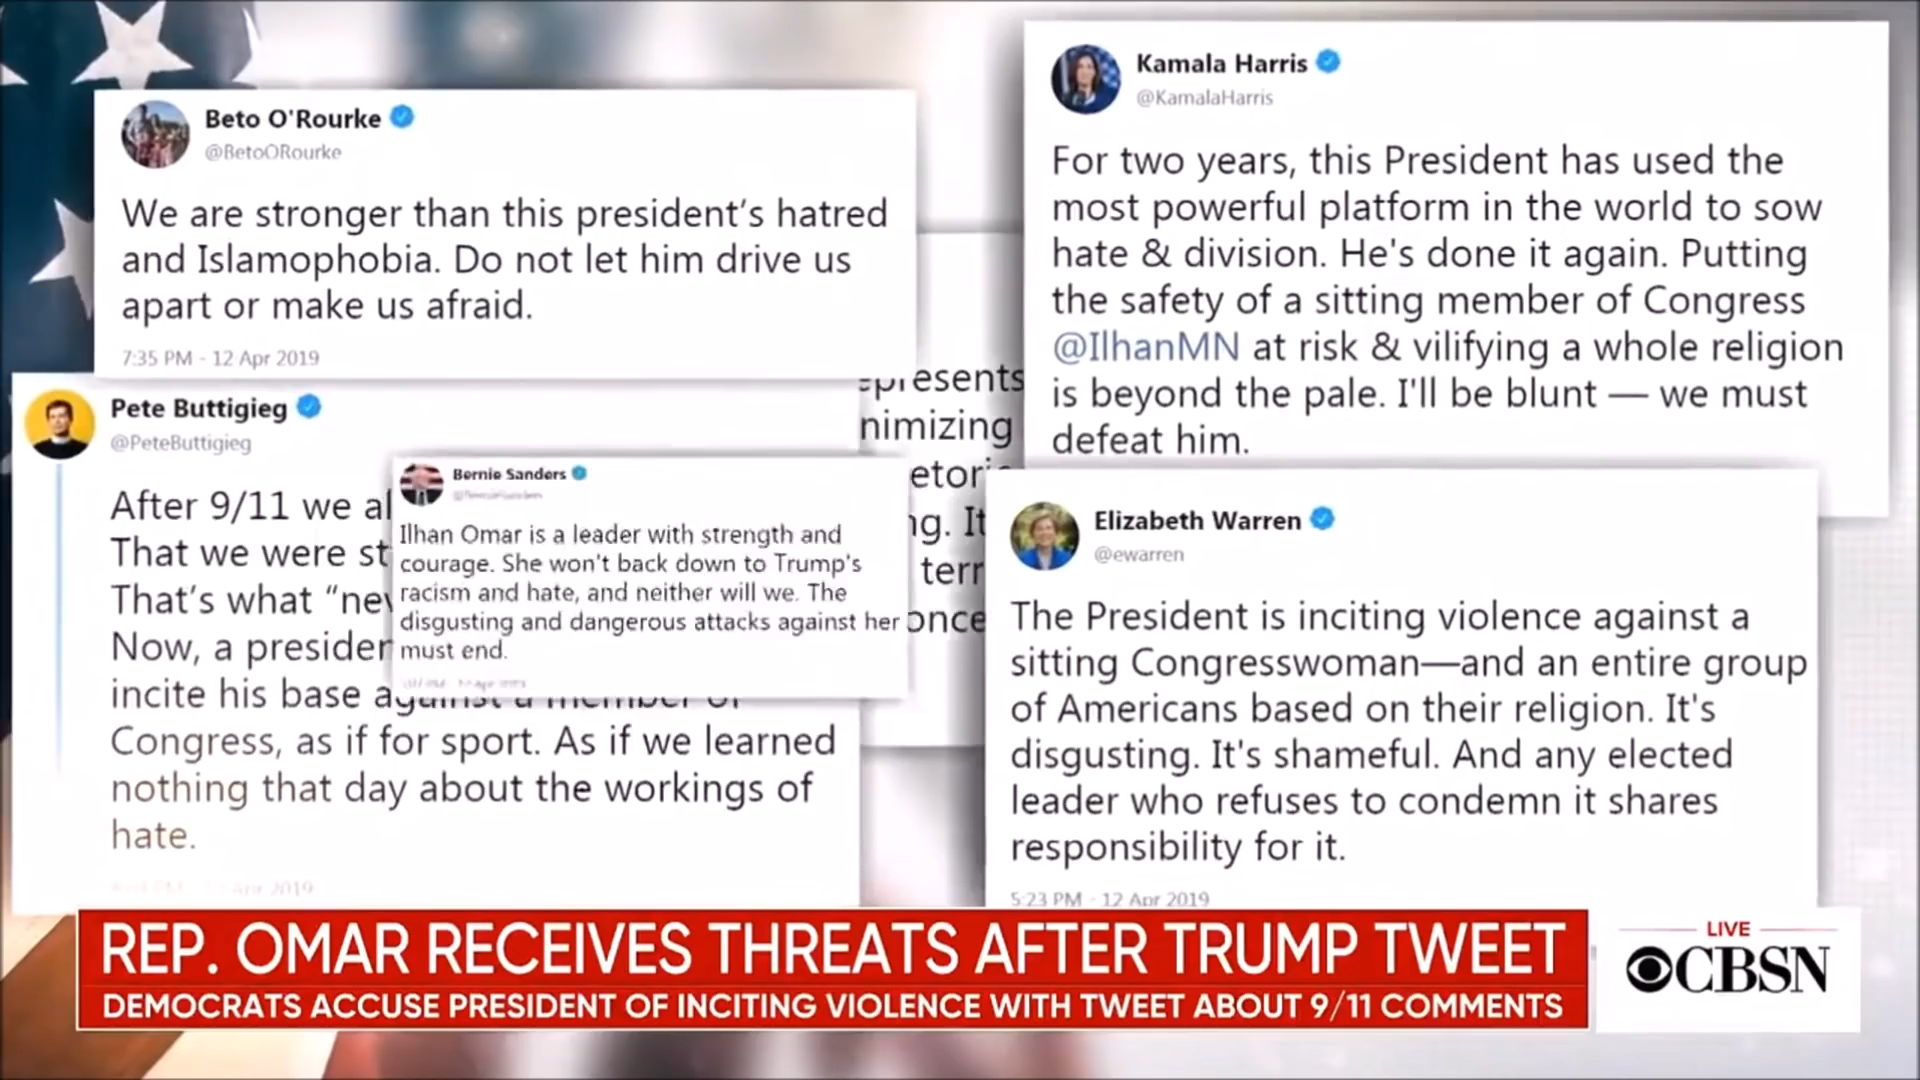 Beto O'Rourke
@BetoORourke
We are stronger than this president's hatred
and Islamophobia. Do not let him drive us
apart or make us afraid.
7:35 PM - 12 Apr 2019
Kamala Harris
@KamalaHarris
For two years, this President has used the
most powerful platform in the world to sow
hate & division. He's done it again. Putting
the safety of a sitting member of Congress
@IlhanMN at risk & vilifying a whole religion
is beyond the pale. I'll be blunt — we must
defeat him.
Pete Buttigieg
@PeteButtigieg
After 9/11 we al
That we were st
That's what “nev
Now, a presiden
incite his base against a member of
Congress, as if for sport. As if we learned
nothing that day about the workings of
hate.
Apr 2019
Bernie Sanders
@BernieSanders
Ilhan Omar is a leader with strength and
courage. She won't back down to Trump's
racism and hate, and neither will we. The
disgusting and dangerous attacks against her
must end.
epresents
nimizing
etoric
ng. It
terr
once
Elizabeth Warren
@ewarren
The President is inciting violence against a
sitting Congresswoman—and an entire group
of Americans based on their religion. It's
disgusting. It's shameful. And any elected
leader who refuses to condemn it shares
responsibility for it.
5:23 PM - 12 Apr 2019
REP. OMAR RECEIVES THREATS AFTER TRUMP TWEET
DEMOCRATS ACCUSE PRESIDENT OF INCITING VIOLENCE WITH TWEET ABOUT 9/11 COMMENTS
LIVE
CBSN